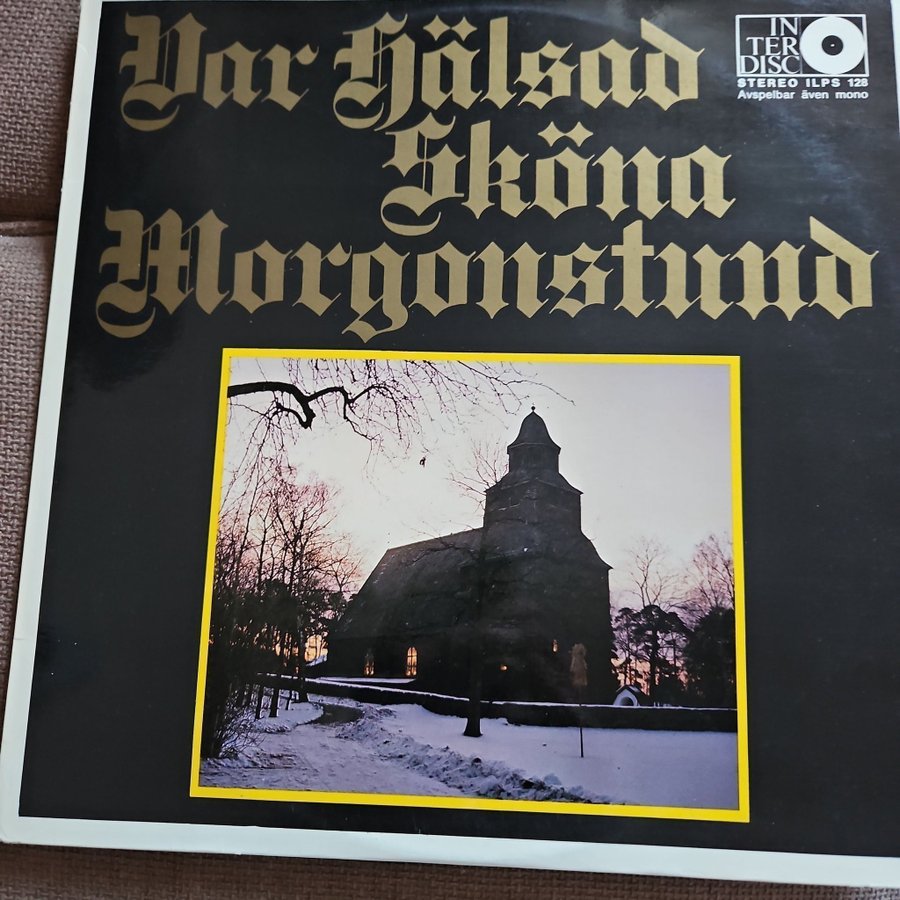 Var Hälsad
Sköna
Morgonstund
IN
TER
DISC
STEREO ILPS 128
Avspelbar även mono